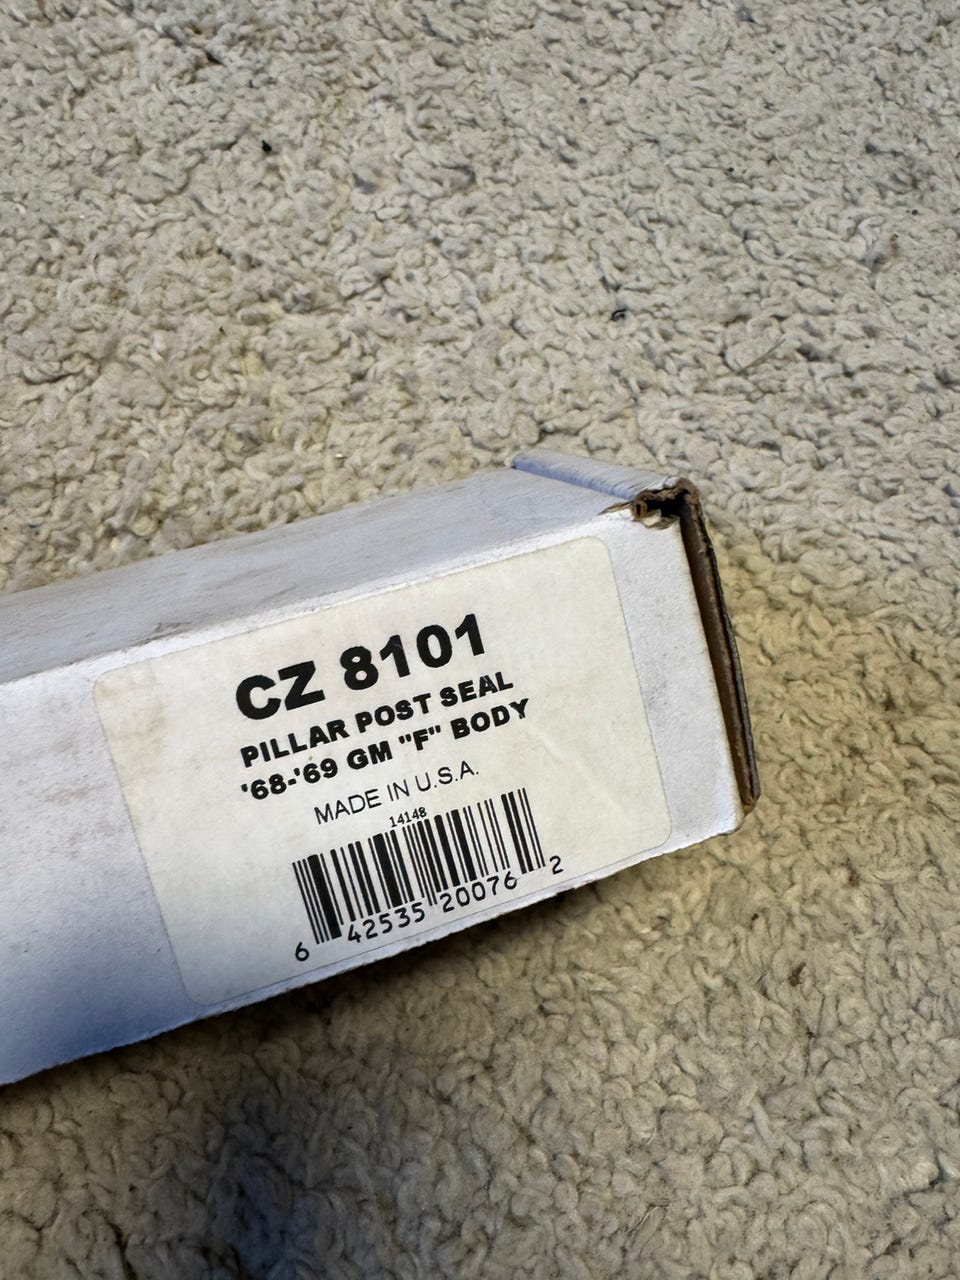 CZ 8101
PILLAR POST SEAL
'68-'69 GM "F" BODY
MADE IN U.S.A.
14148
6 42535 20076 2